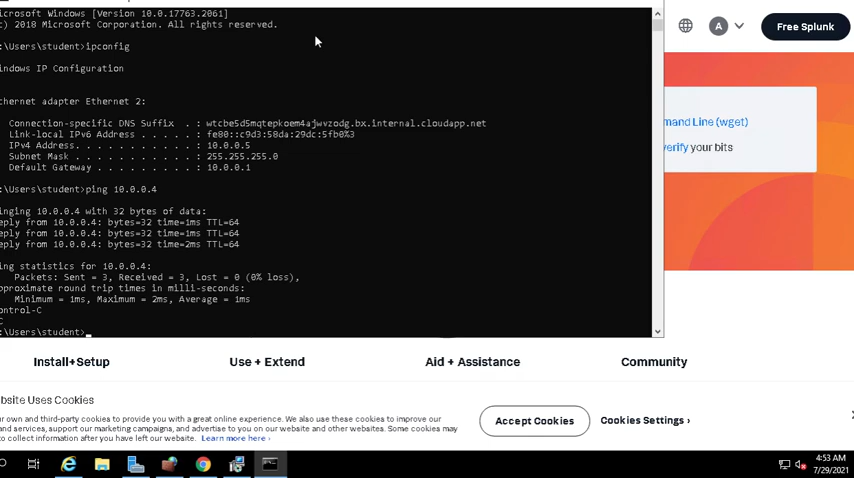 icrosoft Windows [Version 10.0.17763.2061]
c) 2018 Microsoft Corporation. All rights reserved.
:\Users\student>ipconfig
indows IP Configuration
thernet adapter Ethernet 2:
Connection-specific DNS Suffix . : wtcbe5d5mqtepkoem4ajwvzodg.bx.internal.cloudapp.net
Link-local IPv6 Address . . . . . : fe80::c9d3:58da:29dc:5fb0%3
IPv4 Address. . . . . . . . . . . : 10.0.0.5
Subnet Mask . . . . . . . . . . . : 255.255.255.0
Default Gateway . . . . . . . . . : 10.0.0.1
:\Users\student>ping 10.0.0.4
inging 10.0.0.4 with 32 bytes of data:
eply from 10.0.0.4: bytes=32 time=1ms TTL=64
eply from 10.0.0.4: bytes=32 time=1ms TTL=64
eply from 10.0.0.4: bytes=32 time=2ms TTL=64
ing statistics for 10.0.0.4:
Packets: Sent = 3, Received = 3, Lost = 0 (0% loss),
pproximate round trip times in milli-seconds:
Minimum = 1ms, Maximum = 2ms, Average = 1ms
ontrol-C
C
:\Users\student>
A
Free Splunk
mand Line (wget)
verify your bits
Install+Setup
Use + Extend
Aid + Assistance
Community
ebsite Uses Cookies
ur own and third-party cookies to provide you with a great online experience. We also use these cookies to improve our
and services, support our marketing campaigns, and advertise to you on our website and other websites. Some cookies may
to collect information after you have left our website. Learn more here ›
Accept Cookies
Cookies Settings ›
4:53 AM
7/29/2021